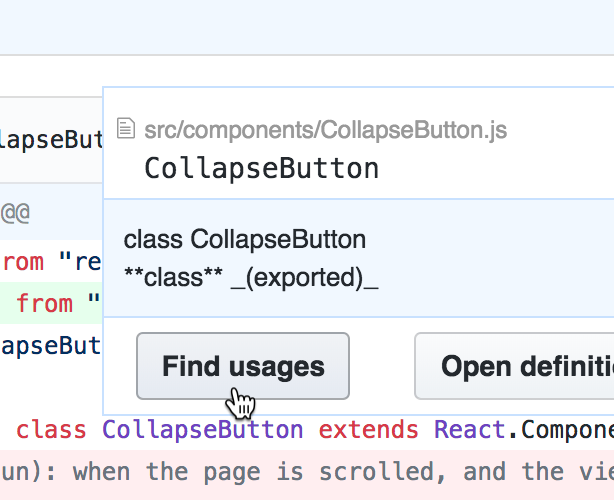 src/components/CollapseButton.js
lapseBut
CollapseButton
@@
class CollapseButton
rom "re
**class** _(exported)_
from "
apseBut
Find usages
Open definiti
class CollapseButton extends React.Compone
un): when the page is scrolled, and the vie